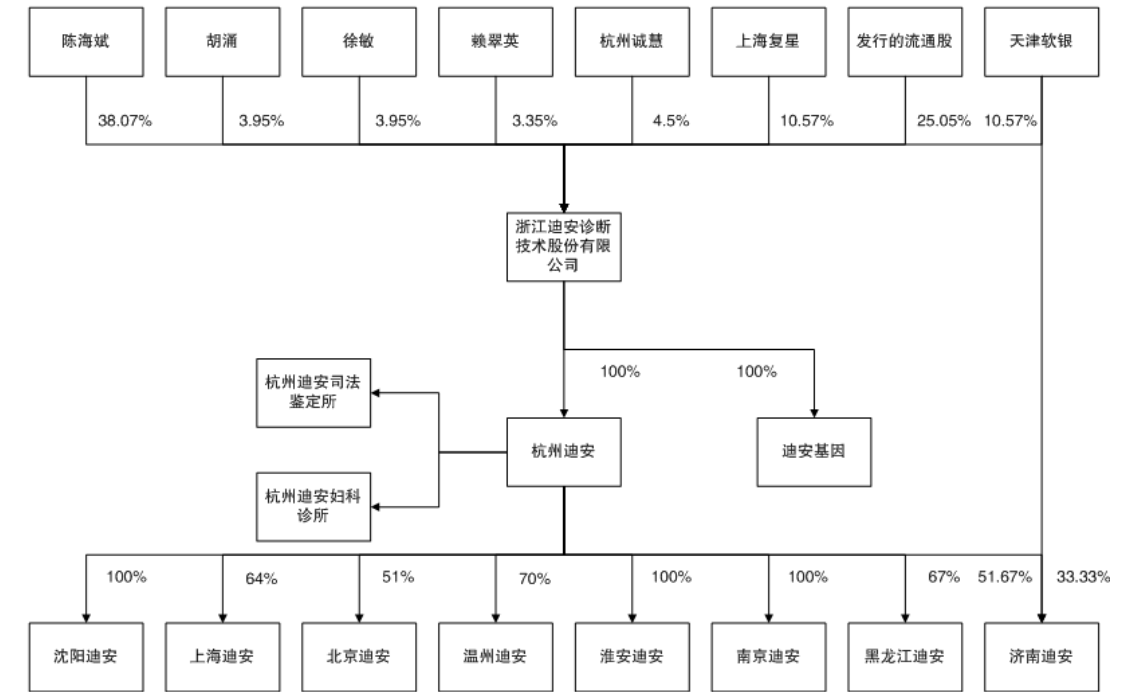 陈海斌
胡涌
徐敏
赖翠英
杭州诚慧
上海复星
发行的流通股
天津软银
38.07%
3.95%
3.95%
3.35%
4.5%
10.57%
25.05%
10.57%
浙江迪安诊断
技术股份有限
公司
100%
100%
杭州迪安司法
鉴定所
杭州迪安
迪安基因
杭州迪安妇科
诊所
100%
64%
51%
70%
100%
100%
67%
51.67%
33.33%
沈阳迪安
上海迪安
北京迪安
温州迪安
淮安迪安
南京迪安
黑龙江迪安
济南迪安